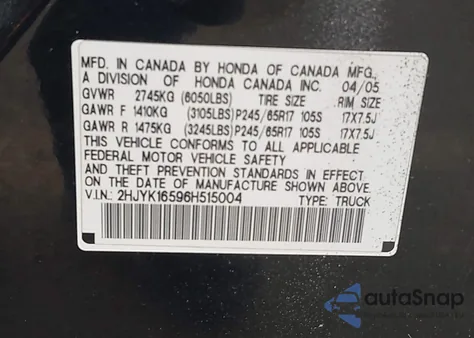 MFD. IN CANADA BY HONDA OF CANADA MFG.,
A DIVISION OF HONDA CANADA INC. 04/05
GVWR 2745KG (6050LBS) TIRE SIZE RIM SIZE
GAWR F 1410KG (3105LBS)P245/65R17 105S 17X7.5J
GAWR R 1475KG (3245LBS)P245/65R17 105S 17X7.5J
THIS VEHICLE CONFORMS TO ALL APPLICABLE
FEDERAL MOTOR VEHICLE SAFETY
STANDARDS IN EFFECT ON THE DATE OF MANUFACTURE SHOWN ABOVE.
V.I.N.: 2HJYK16596H515004 TYPE: TRUCK
autoSnap